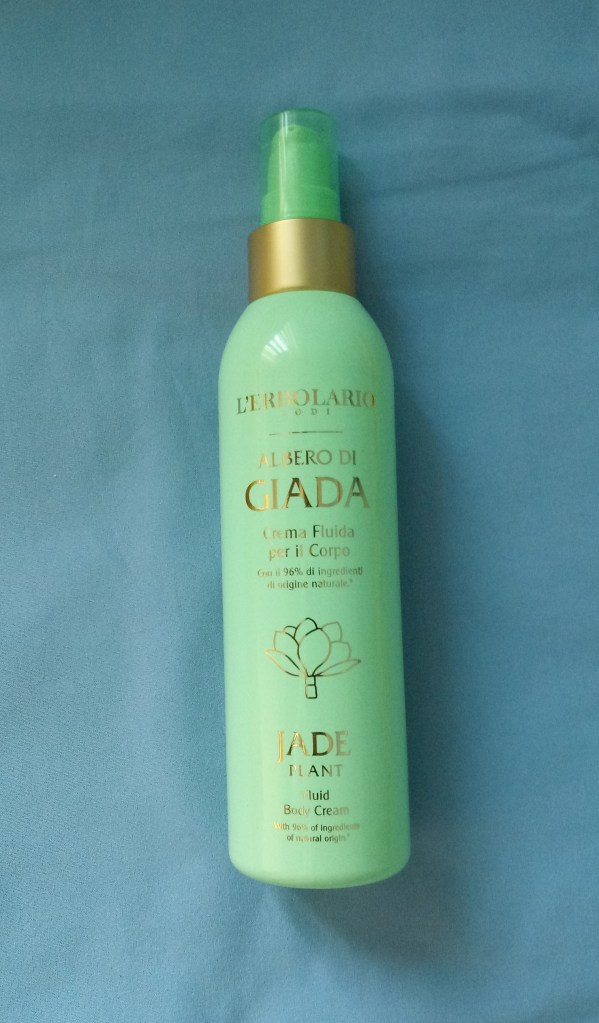 L'ERBOLARIO
LODI
ALBERO DI
GIADA
Crema Fluida
per il Corpo
Con il 96% di ingredienti
di origine naturale.*
JADE
PLANT
Fluid
Body Cream
With 96% of ingredients
of natural origin.*